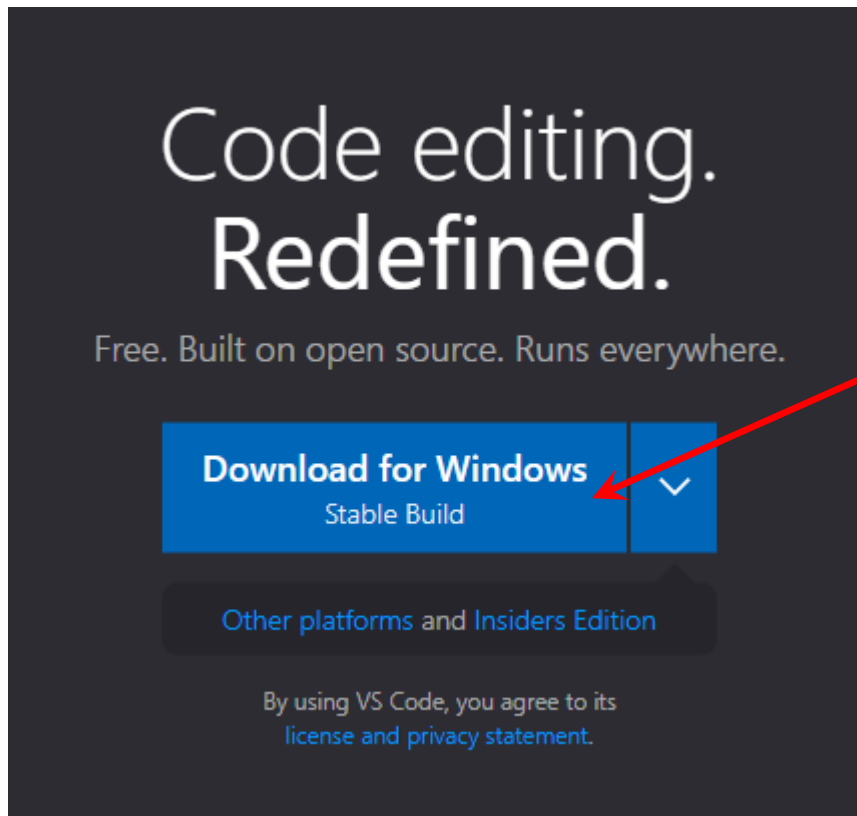 Code editing.
Redefined.
Free. Built on open source. Runs everywhere.
Download for Windows
Stable Build
Other platforms and Insiders Edition
By using VS Code, you agree to its
license and privacy statement.